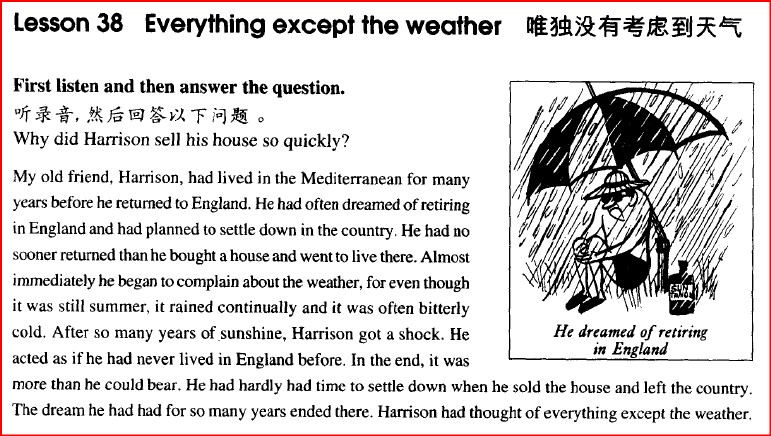 Lesson 38 Everything except the weather 唯独没有考虑到天气
First listen and then answer the question.
听录音，然后回答以下问题。
Why did Harrison sell his house so quickly?
My old friend, Harrison, had lived in the Mediterranean for many
years before he returned to England. He had often dreamed of retiring
in England and had planned to settle down in the country. He had no
sooner returned than he bought a house and went to live there. Almost
immediately he began to complain about the weather, for even though
it was still summer, it rained continually and it was often bitterly
cold. After so many years of sunshine, Harrison got a shock. He
acted as if he had never lived in England before. In the end, it was
more than he could bear. He had hardly had time to settle down when he sold the house and left the country.
The dream he had had for so many years ended there. Harrison had thought of everything except the weather.
SUN
TAN
He dreamed of retiring
in England